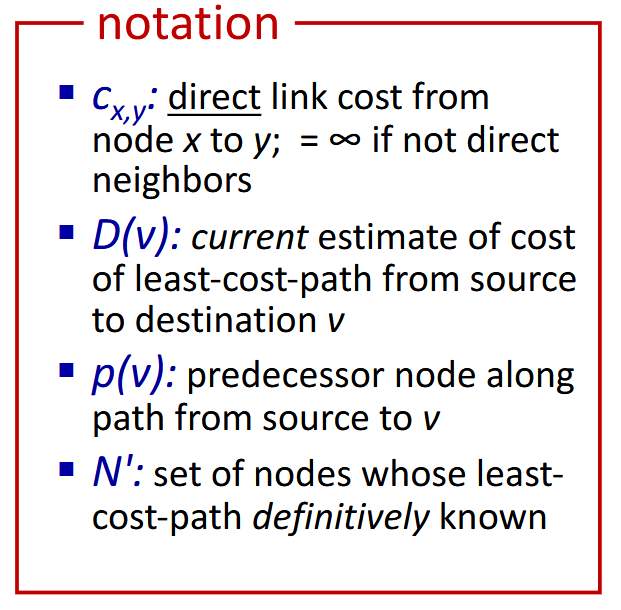 notation
▪ c_x,y: direct link cost from
node x to y; = ∞ if not direct
neighbors
▪ D(v): current estimate of cost
of least-cost-path from source
to destination v
▪ p(v): predecessor node along
path from source to v
▪ N': set of nodes whose least-
cost-path definitively known